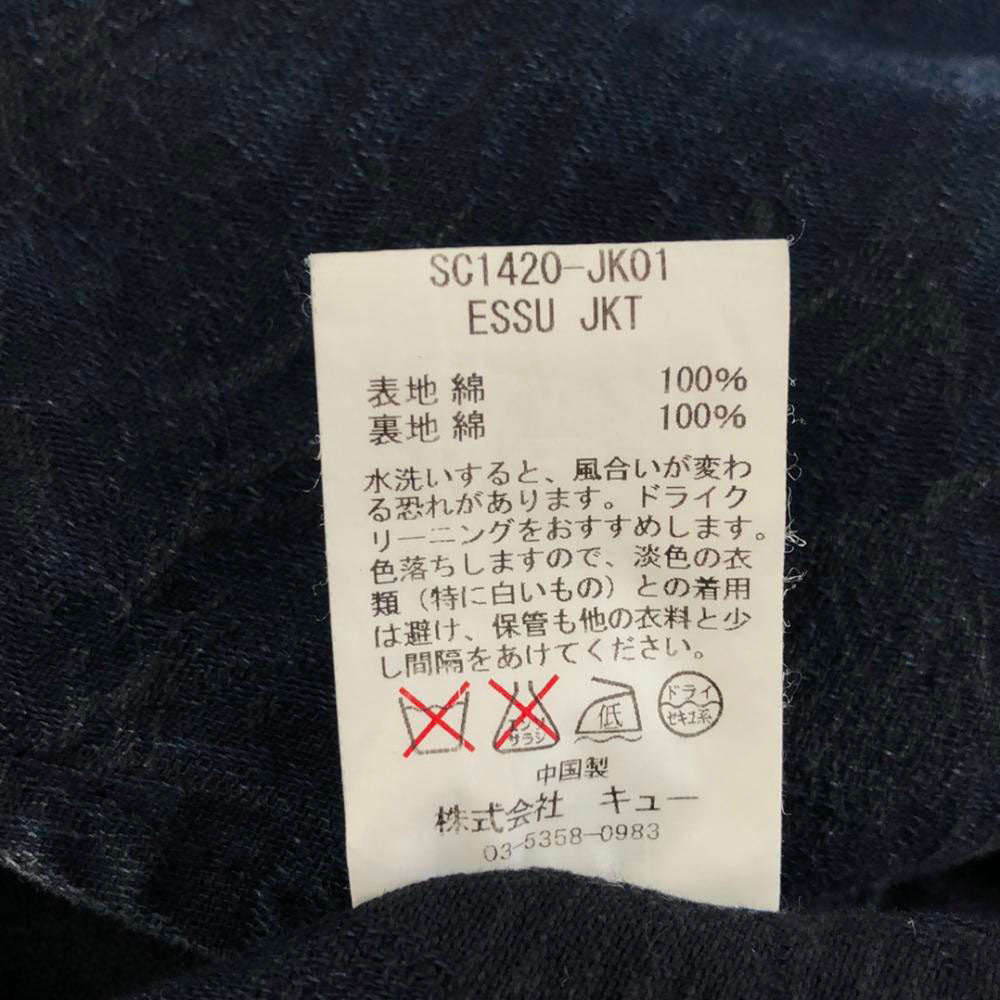 SC1420-JK01
ESSU JKT
表地 綿 100%
裏地 綿 100%
水洗いすると、風合いが変わ
る恐れがあります。ドライク
リーニングをおすすめします。
色落ちしますので、淡色の衣
類（特に白いもの）との着用
は避け、保管も他の衣料と少
し間隔をあけてください。
エンソ
サラシ
低
ドライ
セキユ系
中国製
株式会社 キュー
03-5358-0983